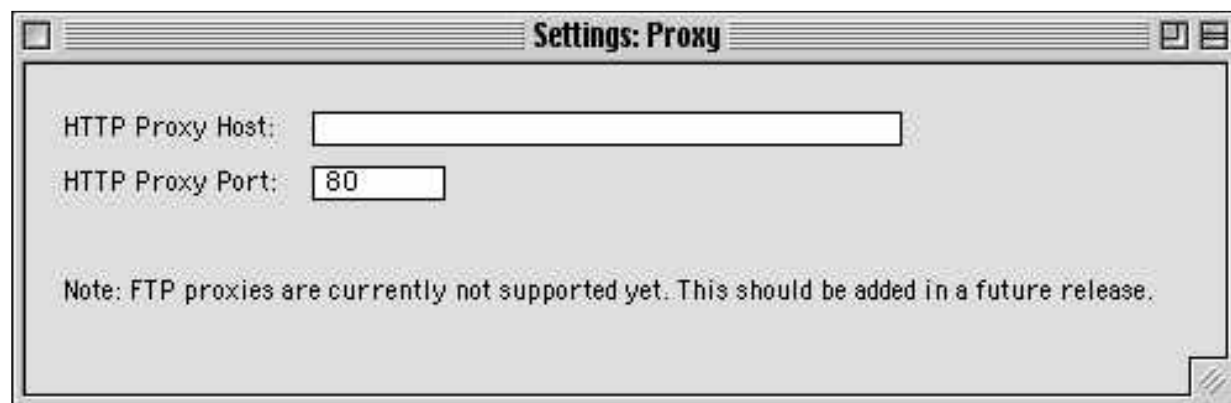 Settings: Proxy
HTTP Proxy Host:
HTTP Proxy Port: 80
Note: FTP proxies are currently not supported yet. This should be added in a future release.